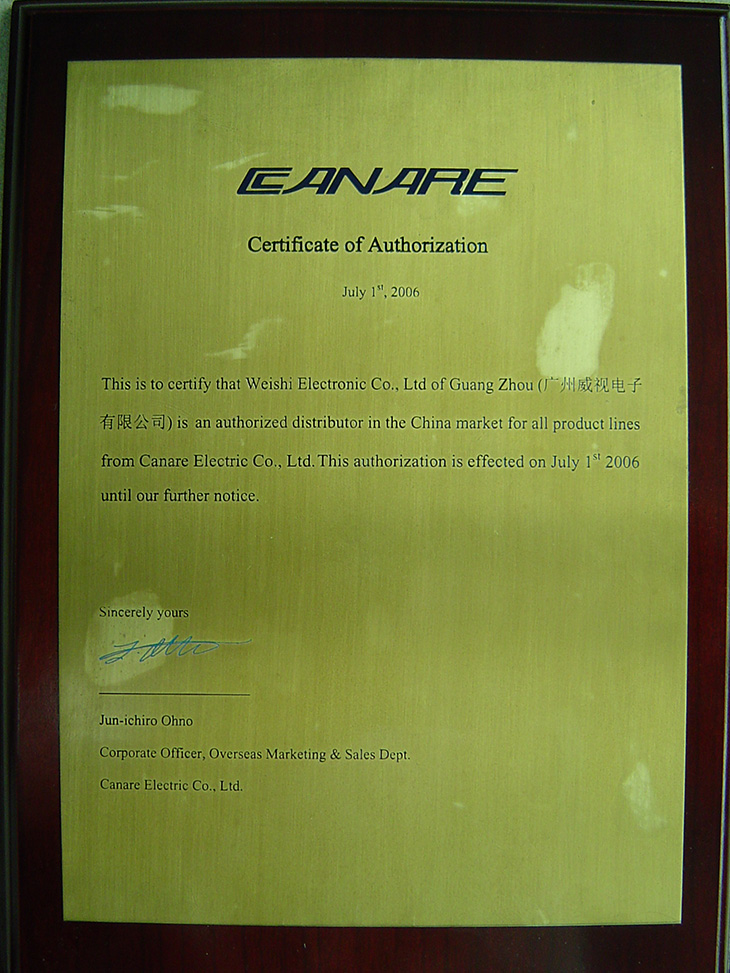 CANARE
Certificate of Authorization
July 1st, 2006
This is to certify that Weishi Electronic Co., Ltd of Guang Zhou (广州威视电子
有限公司) is an authorized distributor in the China market for all product lines
from Canare Electric Co., Ltd. This authorization is effected on July 1st 2006
until our further notice.
Sincerely yours
Jun-ichiro Ohno
Corporate Officer, Overseas Marketing & Sales Dept.
Canare Electric Co., Ltd.